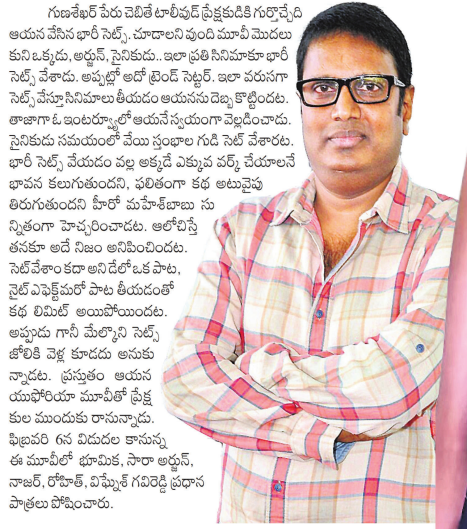 గుణశేఖర్ పేరు చెబితే టాలీవుడ్ ప్రేక్షకుడికి గుర్తొచ్చేది
ఆయన వేసిన భారీ సెట్స్. చూడాలని వుంది మూవీ మొదలు
కుని ఒక్కడు, అర్జున్, సైనికుడు.. ఇలా ప్రతి సినిమాకూ భారీ
సెట్స్ వేశాడు. అప్పట్లో అదో ట్రెండ్ సెట్టర్. ఇలా వరుసగా
సెట్స్ వేస్తూ సినిమాలు తీయడం ఆయనను దెబ్బ కొట్టిందట.
తాజాగా ఓ ఇంటర్వ్యూలో ఆయనే స్వయంగా వెల్లడించాడు.
సైనికుడు సమయంలో వేయి స్తంభాల గుడి సెట్ వేశారట.
భారీ సెట్స్ వేయడం వల్ల అక్కడే ఎక్కువ వర్క్ చేయాలనే
భావన కలుగుతుందని, ఫలితంగా కథ అటువైపు
తిరుగుతుందని హీరో మహేశ్‌బాబు సు
న్నితంగా హెచ్చరించాడట. ఆలోచిస్తే
తనకూ అదే నిజం అనిపించిందట.
సెట్ వేశాం కదా అని డేలో ఒక పాట,
నైట్ ఎఫెక్ట్‌మరో పాట తీయడంతో
కథ లిమిట్ అయిపోయిందట.
అప్పుడు గానీ మేల్కొని సెట్స్
జోలికి వెళ్ల కూడదు అనుకు
న్నాడట. ప్రస్తుతం ఆయన
యుఫోరియా మూవీతో ప్రేక్ష
కుల ముందుకు రానున్నాడు.
ఫిబ్రవరి 6న విడుదల కానున్న
ఈ మూవీలో భూమిక, సారా అర్జున్,
నాజర్, రోహిత్, విఘ్నేశ్ గవిరెడ్డి ప్రధాన
పాత్రలు పోషించారు.